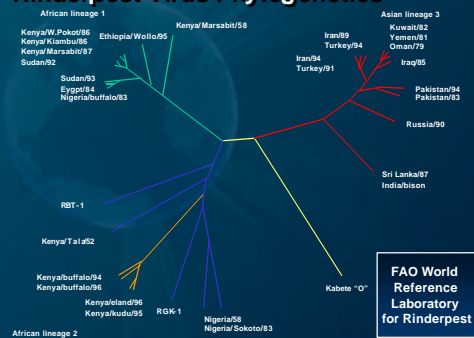 Rinderpest Virus Phylogenetics
African lineage 1
Asian lineage 3
Kenya/W.Pokot/86
Kenya/Kiambu/86
Kenya/Marsabit/87
Sudan/92
Ethiopia/Wollo/95
Kenya/Marsabit/58
Sudan/93
Eygpt/84
Nigeria/buffalo/83
Iran/89
Turkey/94
Iran/94
Turkey/91
Kuwait/82
Yemen/81
Oman/79
Iraq/85
Pakistan/94
Pakistan/83
Russia/90
Sri Lanka/87
India/bison
RBT-1
Kenya/Tala52
Kenya/buffalo/94
Kenya/buffalo/96
Kenya/eland/96
Kenya/kudu/95
RGK-1
Nigeria/58
Nigeria/Sokoto/83
Kabete “O”
African lineage 2
FAO World
Reference
Laboratory
for Rinderpest